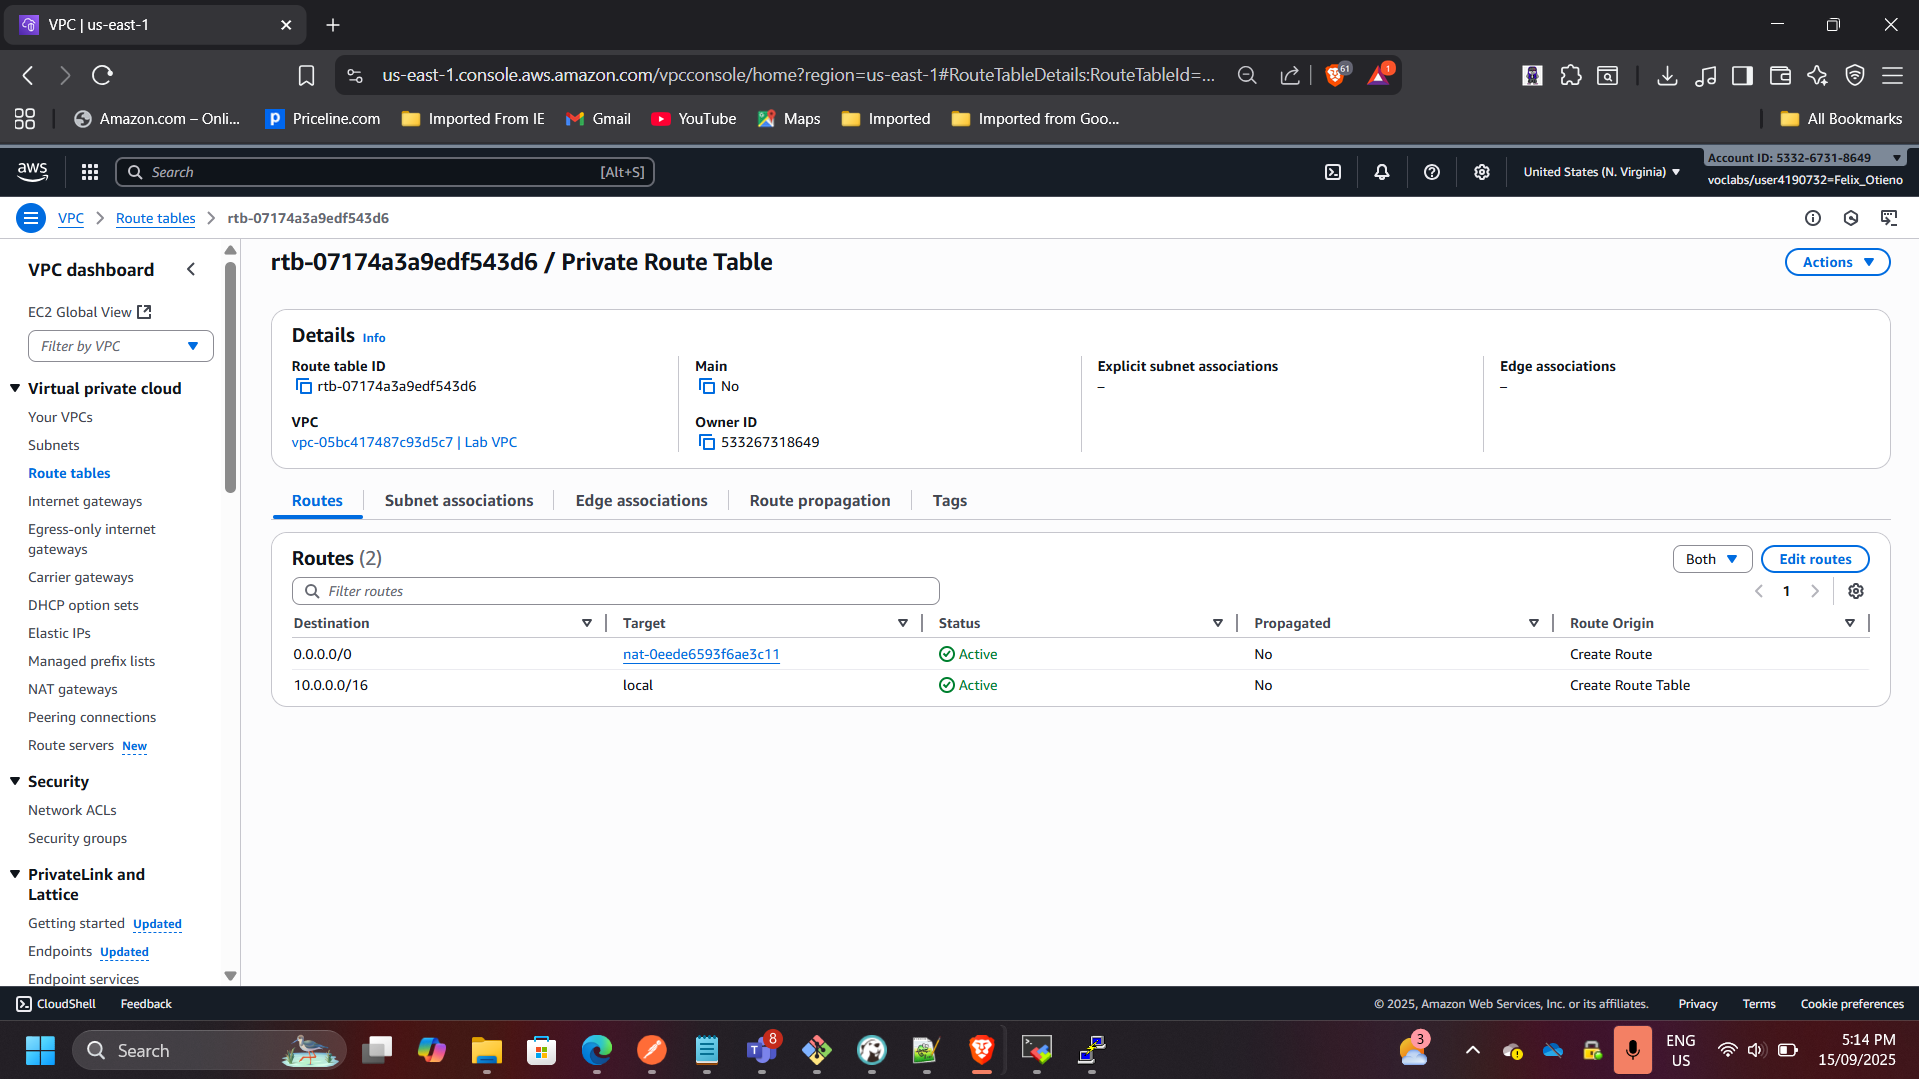 VPC | us-east-1
us-east-1.console.aws.amazon.com/vpcconsole/home?region=us-east-1#RouteTableDetails:RouteTableId=...
61
1
Amazon.com – Onli...
Priceline.com
Imported From IE
Gmail
YouTube
Maps
Imported
Imported from Goo...
All Bookmarks
aws
Search
[Alt+S]
United States (N. Virginia)
Account ID: 5332-6731-8649
voclabs/user4190732=Felix_Otieno
VPC
Route tables
rtb-07174a3a9edf543d6
VPC dashboard
EC2 Global View
Filter by VPC
Virtual private cloud
Your VPCs
Subnets
Route tables
Internet gateways
Egress-only internet
gateways
Carrier gateways
DHCP option sets
Elastic IPs
Managed prefix lists
NAT gateways
Peering connections
Route servers New
Security
Network ACLs
Security groups
PrivateLink and
Lattice
Getting started Updated
Endpoints Updated
Endpoint services
rtb-07174a3a9edf543d6 / Private Route Table
Actions
Details Info
Route table ID
rtb-07174a3a9edf543d6
VPC
vpc-05bc417487c93d5c7 | Lab VPC
Main
No
Owner ID
533267318649
Explicit subnet associations
–
Edge associations
–
Routes
Subnet associations
Edge associations
Route propagation
Tags
Routes (2)
Both
Edit routes
Filter routes
1
Destination Target Status Propagated Route Origin
0.0.0.0/0 nat-0eede6593f6ae3c11 Active No Create Route
10.0.0.0/16 local Active No Create Route Table
CloudShell
Feedback
© 2025, Amazon Web Services, Inc. or its affiliates.
Privacy
Terms
Cookie preferences
Search
8
3
ENG
US
5:14 PM
15/09/2025